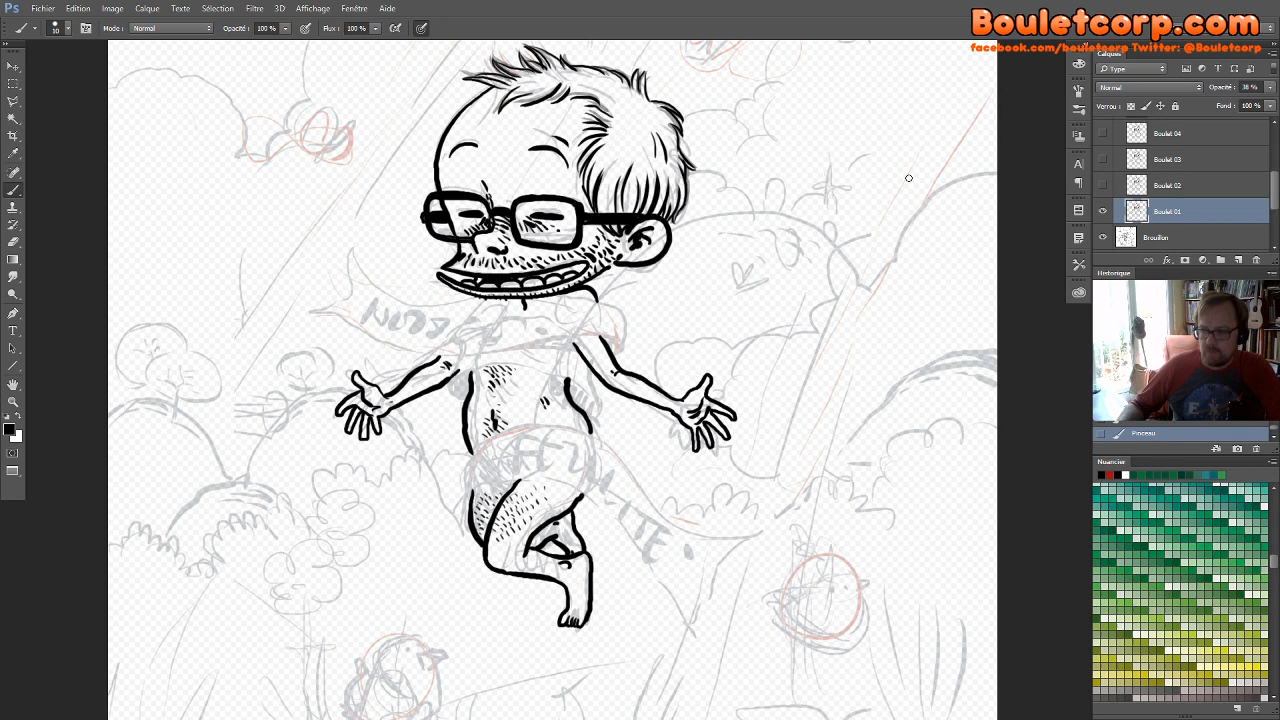 Ps Fichier Edition Image Calque Texte Sélection Filtre 3D Affichage Fenêtre Aide
10 Mode : Normal Opacité : 100 % Flux : 100 %
Bouletcorp.com
facebook.com/bouletcorp Twitter: @Bouletcorp
Calques
Type
Normal Opacité : 38 %
Verrou : Fond : 100 %
Boulet 04
Boulet 03
Boulet 02
Boulet 01
Brouillon
Historique
Pinceau
Nuancier